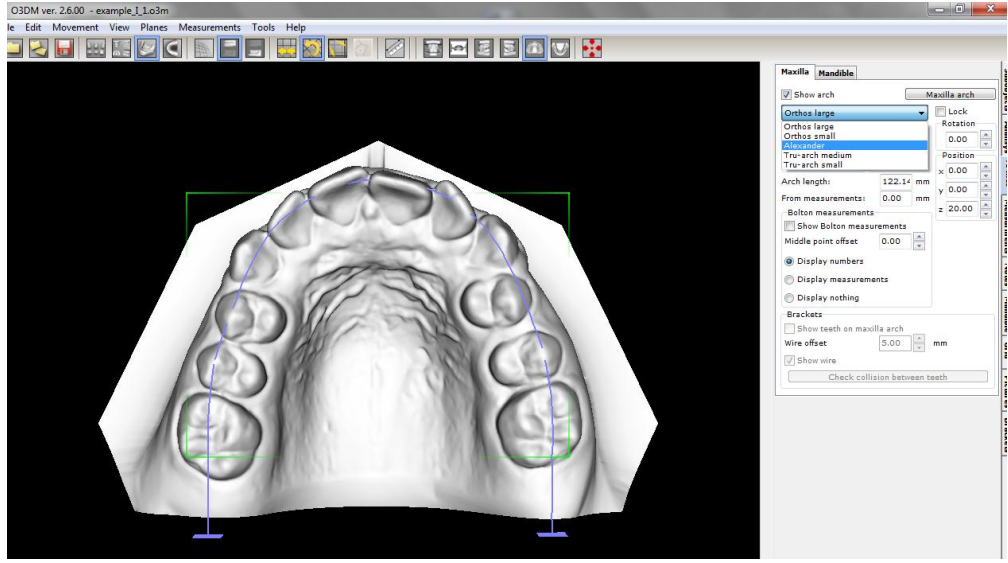 O3DM ver. 2.6.00 - example_I_1.o3m
le Edit Movement View Planes Measurements Tools Help
Maxilla Mandible
Show arch Maxilla arch
Orthos large Lock
Orthos large
Orthos small
Alexander
Tru-arch medium
Tru-arch small
Rotation
0.00
Position
x 0.00
Arch length: 122.14 mm
y 0.00
From measurements: 0.00 mm
z 20.00
Bolton measurements
Show Bolton measurements
Middle point offset 0.00
Display numbers
Display measurements
Display nothing
Brackets
Show teeth on maxilla arch
Wire offset 5.00 mm
Show wire
Check collision between teeth